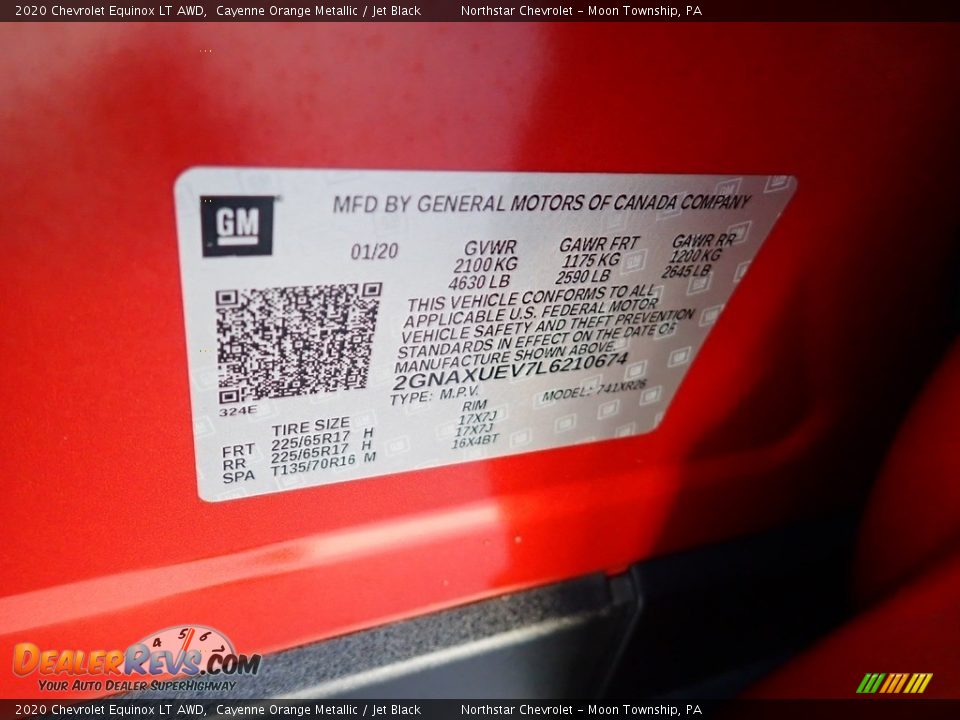 2020 Chevrolet Equinox LT AWD, Cayenne Orange Metallic / Jet Black Northstar Chevrolet - Moon Township, PA
GM MFD BY GENERAL MOTORS OF CANADA COMPANY
01/20 GVWR GAWR FRT GAWR RR
2100 KG 1175 KG 1200 KG
4630 LB 2590 LB 2645 LB
THIS VEHICLE CONFORMS TO ALL
APPLICABLE U.S. FEDERAL MOTOR
VEHICLE SAFETY AND THEFT PREVENTION
STANDARDS IN EFFECT ON THE DATE OF
MANUFACTURE SHOWN ABOVE.
2GNAXUEV7L6210674
TYPE: M.P.V. MODEL: 741XR26
324E
TIRE SIZE RIM
FRT 225/65R17 H 17X7J
RR 225/65R17 H 17X7J
SPA T135/70R16 M 16X4BT
4 5 6 7
DEALERREVS.COM
YOUR AUTO DEALER SUPERHIGHWAY
2020 Chevrolet Equinox LT AWD, Cayenne Orange Metallic / Jet Black Northstar Chevrolet - Moon Township, PA